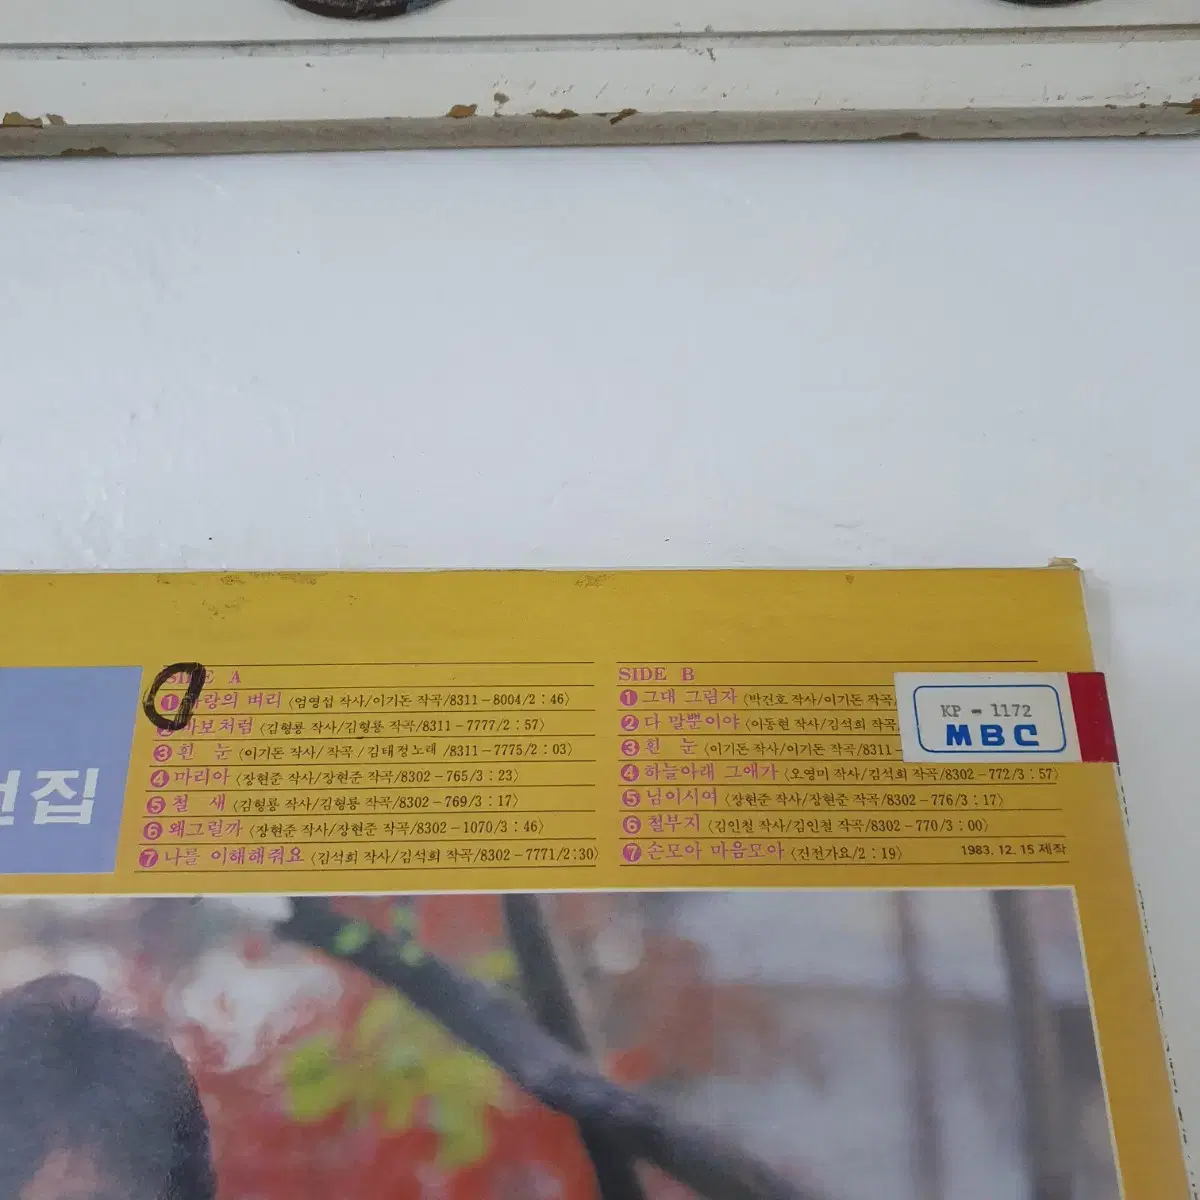 집
SIDE A
1 사랑의 벼리 〈엄영섭 작사/이기돈 작곡/8311-8004/2:46〉
2 바보처럼 〈김형룡 작사/김형룡 작곡/8311-7777/2:57〉
3 흰 눈 〈이기돈 작사/작곡/김태정노래/8311-7775/2:03〉
4 마리아 〈장현준 작사/장현준 작곡/8302-765/3:23〉
5 철 새 〈김형룡 작사/김형룡 작곡/8302-769/3:17〉
6 왜그럴까 〈장현준 작사/장현준 작곡/8302-1070/3:46〉
7 나를 이해해줘요 〈김석희 작사/김석희 작곡/8302-7771/2:30〉
SIDE B
1 그대 그림자 〈박건호 작사/이기돈 작곡/
2 다 말뿐이야 〈이동현 작사/김석희 작곡/
3 흰 눈 〈이기돈 작사/이기돈 작곡/8311-
4 하늘아래 그애가 〈오영미 작사/김석희 작곡/8302-772/3:57〉
5 님이시여 〈장현준 작사/장현준 작곡/8302-776/3:17〉
6 철부지 〈김인철 작사/김인철 작곡/8302-770/3:00〉
7 손모아 마음모아 〈건전가요/2:19〉
1983.12.15 제작
KP-1172
MBC